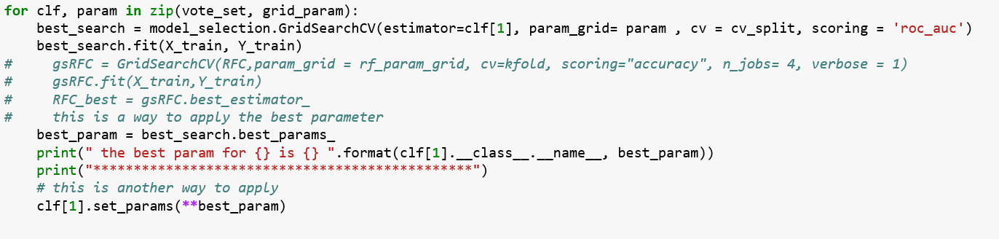 for clf, param in zip(vote_set, grid_param):
    best_search = model_selection.GridSearchCV(estimator=clf[1], param_grid= param , cv = cv_split, scoring = 'roc_auc')
    best_search.fit(X_train, Y_train)
#     gsRFC = GridSearchCV(RFC,param_grid = rf_param_grid, cv=kfold, scoring="accuracy", n_jobs= 4, verbose = 1)
#     gsRFC.fit(X_train,Y_train)
#     RFC_best = gsRFC.best_estimator_
#     this is a way to apply the best parameter
    best_param = best_search.best_params_
    print(" the best param for {} is {} ".format(clf[1].__class__.__name__, best_param))
    print("***********************************************")
    # this is another way to apply
    clf[1].set_params(**best_param)